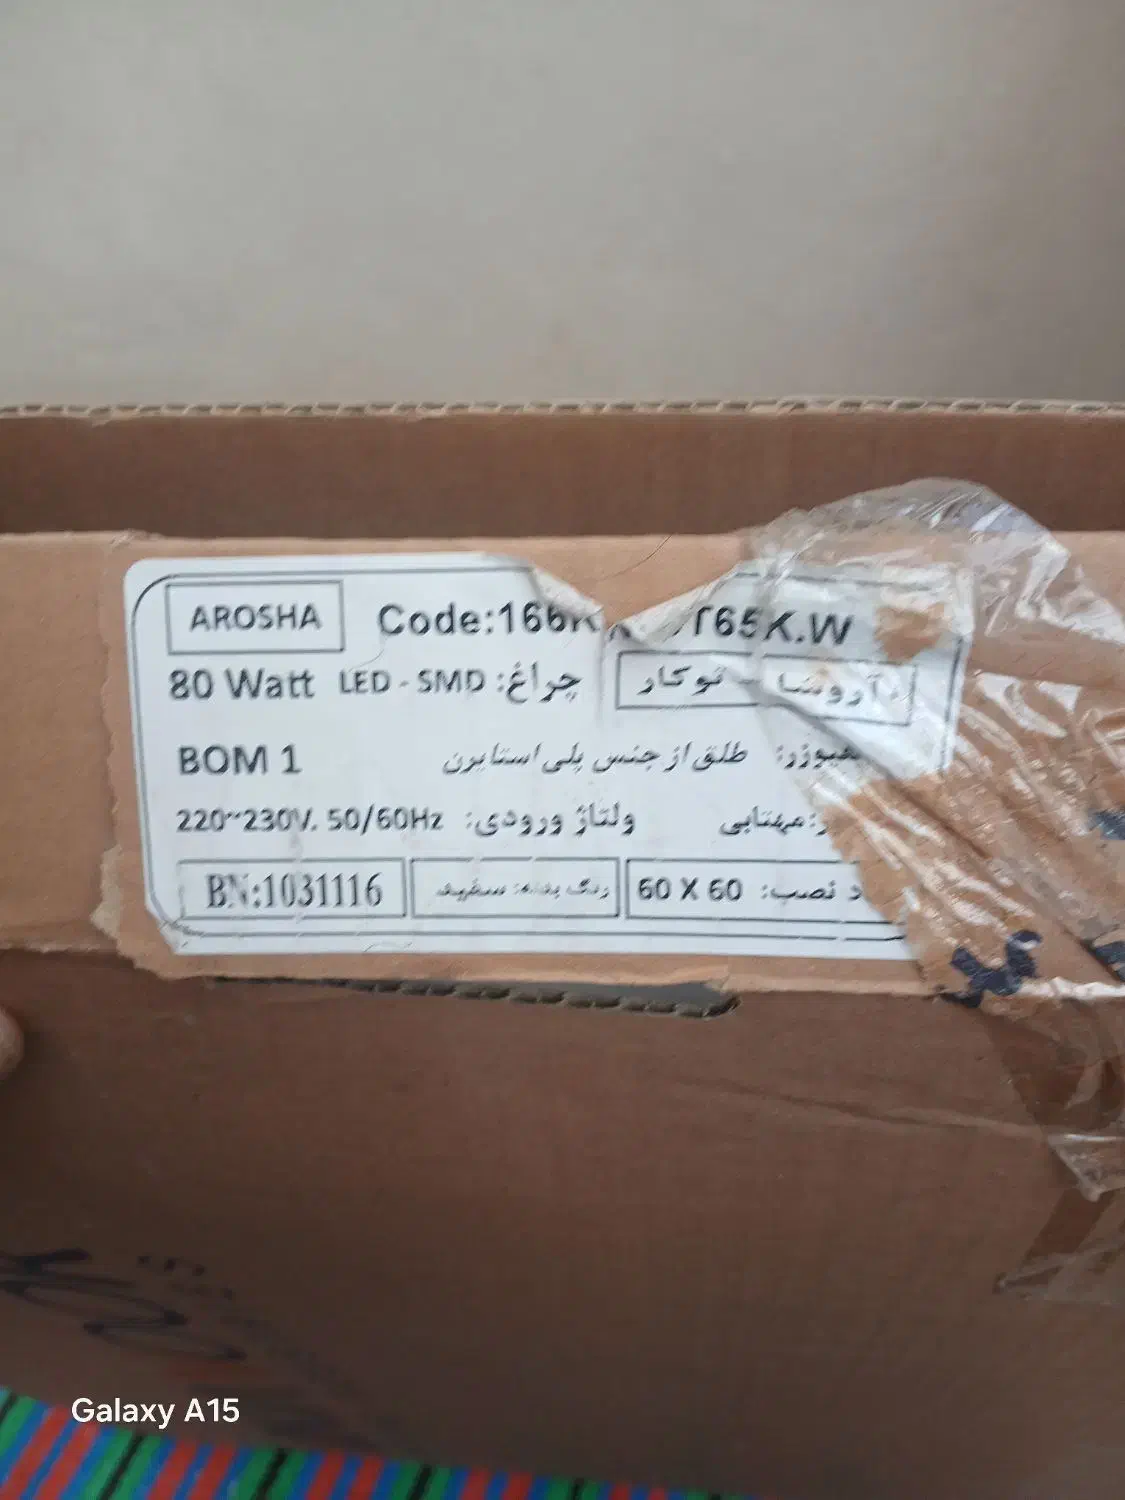 AROSHA Code:166 T65K.W
80 Watt LED - SMD چراغ: آروشا - توکار
BOM 1 طلق از جنس پلی استایرن
220~230V. 50/60Hz ولتاژ ورودی: مهتابی
BN:1031116 رنگ بدنه: سفید 60 X 60 نصب:
Galaxy A15